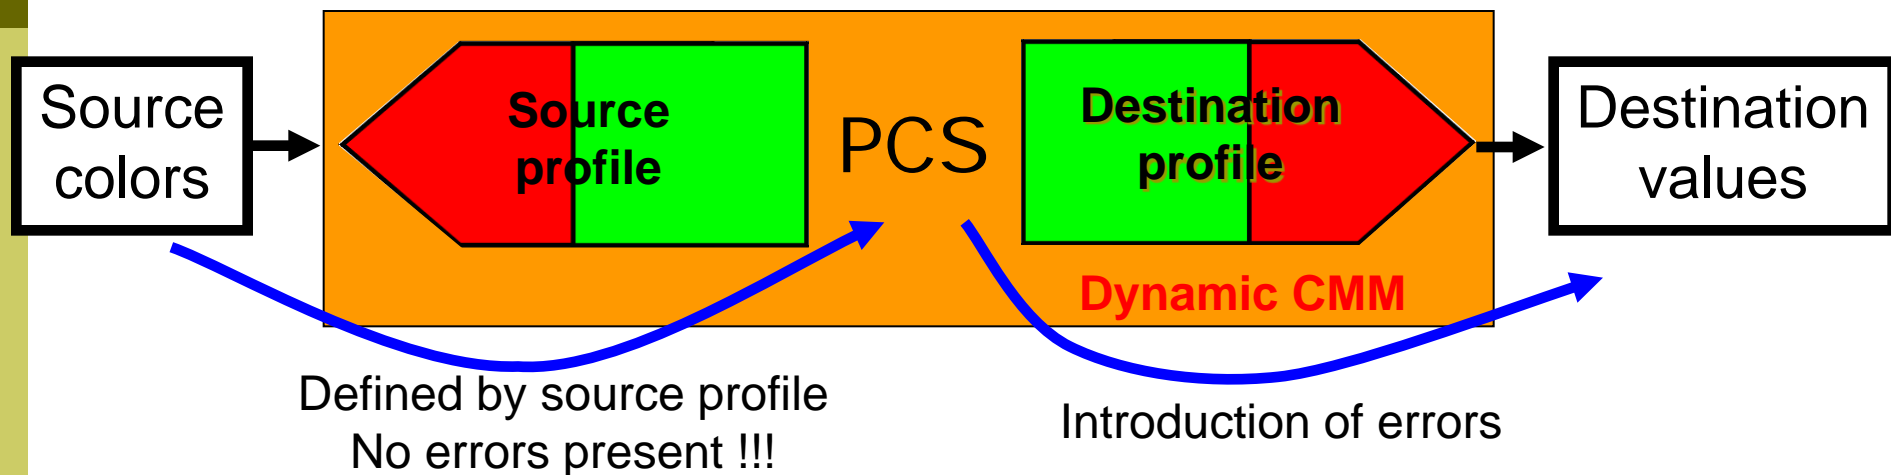 Source
colors
Source
profile
PCS
Destination
profile
Destination
values
Dynamic CMM
Defined by source profile
No errors present !!!
Introduction of errors